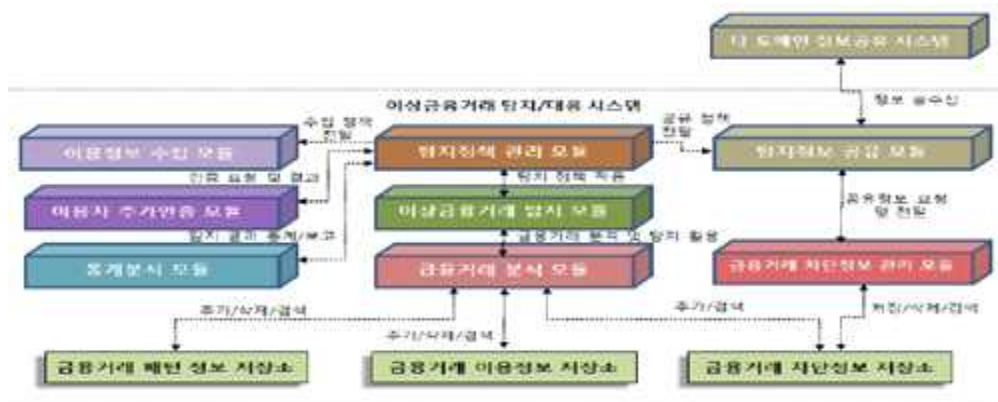 타 도메인 정보공유 시스템
정보 송수신
이상금융거래 탐지/대응 시스템
수집 정책
전달
공유 정책
전달
이용정보 수집 모듈
탐지정책 관리 모듈
탐지정보 공급 모듈
인증 요청 및 결과
탐지 정책 적용
이용자 추가인증 모듈
이상금융거래 탐지 모듈
공유정보 요청
및 전달
탐지 결과 통계/보고
금융거래 분석 및 탐지 활용
통계분석 모듈
금융거래 분석 모듈
금융거래 차단정보 관리 모듈
추가/삭제/검색
추가/삭제/검색
추가/검색
저장/삭제/검색
금융거래 패턴 정보 저장소
금융거래 이용정보 저장소
금융거래 차단정보 저장소